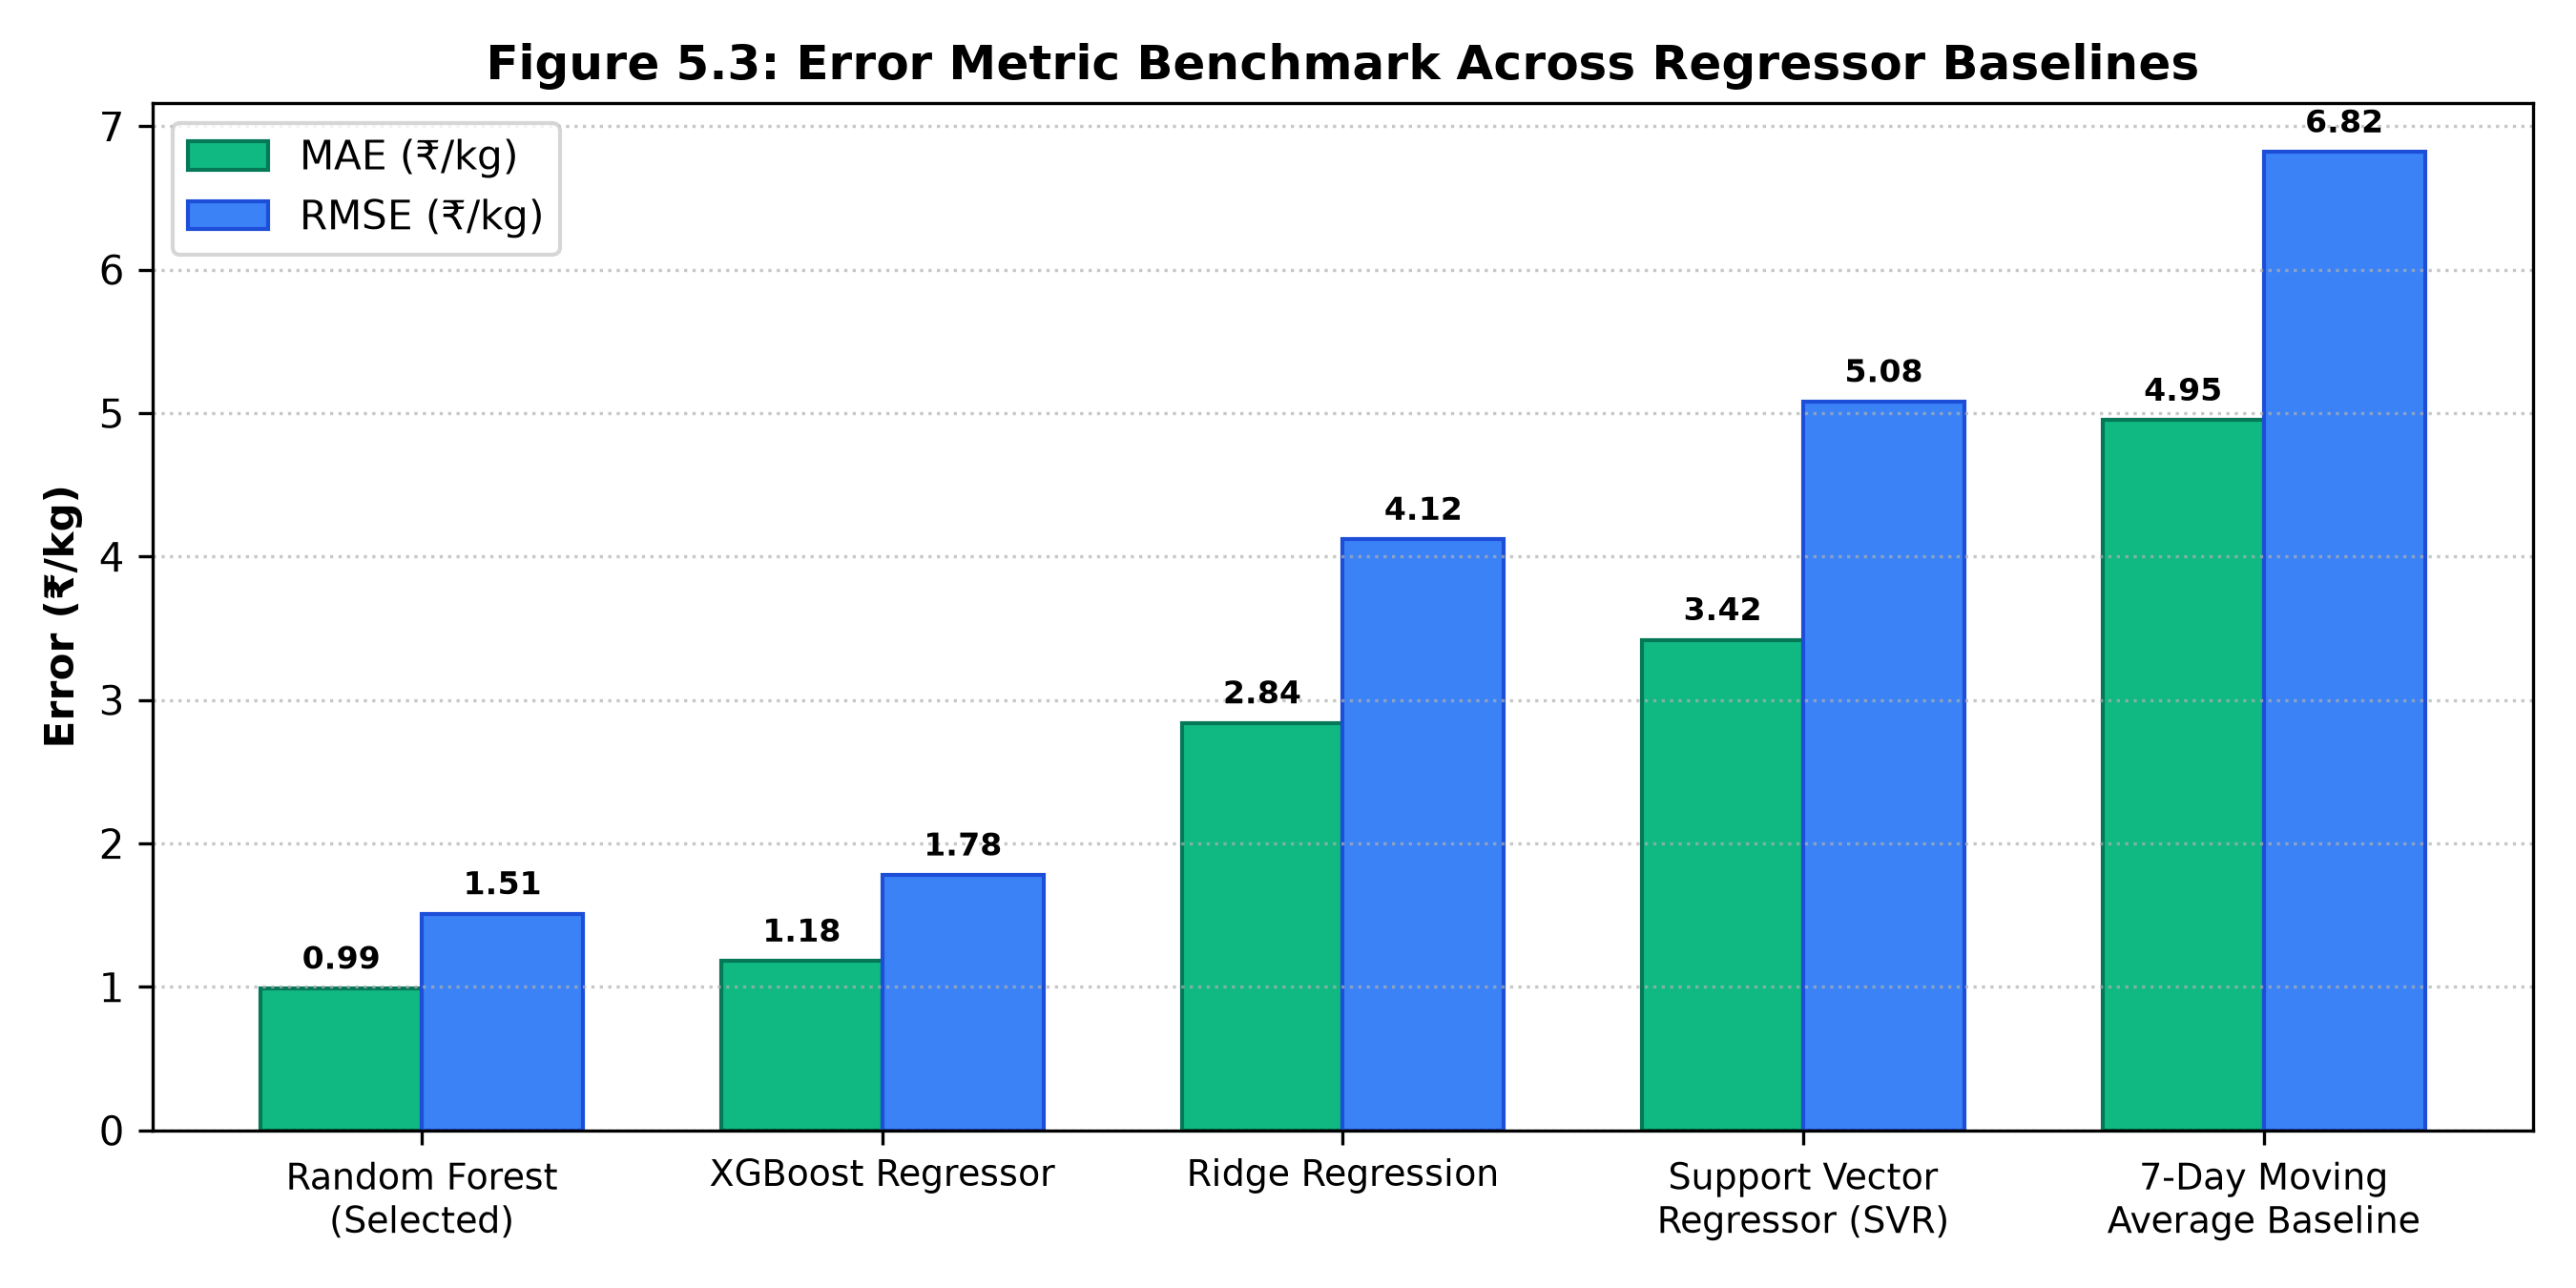 Figure 5.3: Error Metric Benchmark Across Regressor Baselines
MAE (₹/kg)
RMSE (₹/kg)
Error (₹/kg)
7
6
5
4
3
2
1
0
0.99
1.51
1.18
1.78
2.84
4.12
3.42
5.08
4.95
6.82
Random Forest
(Selected)
XGBoost Regressor
Ridge Regression
Support Vector
Regressor (SVR)
7-Day Moving
Average Baseline